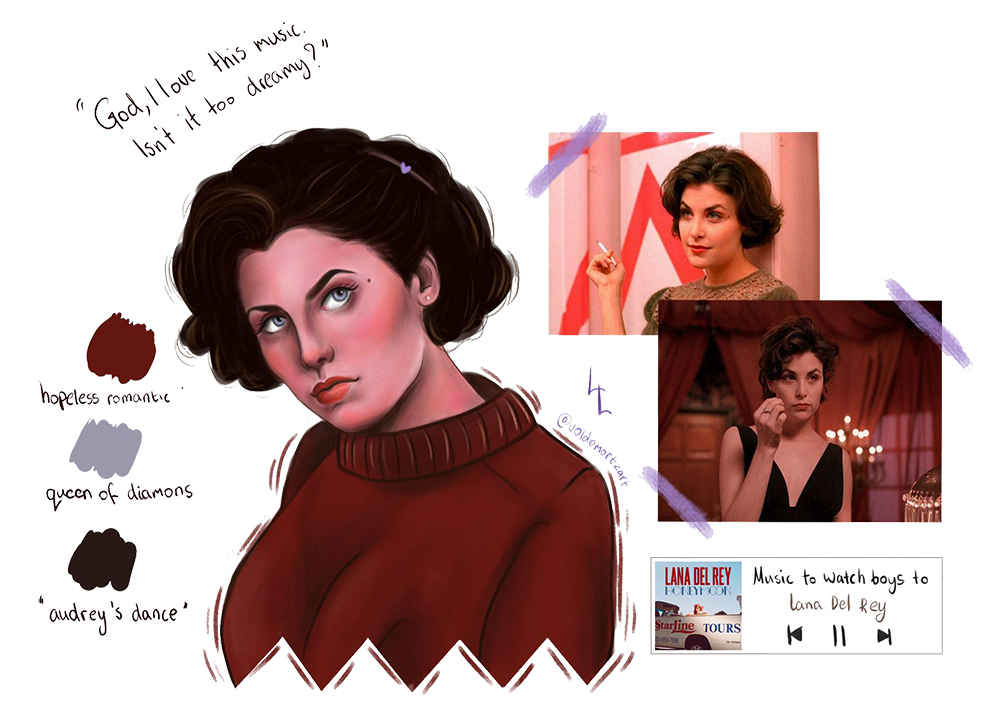 "God, I love this music.
Isn't it too dreamy?"
hopeless romantic
queen of diamons
"audrey's dance"
@voldemortcart
LANA DEL REY
HONEYMOON
StarLine TOURS
Music to watch boys to
Lana Del Rey